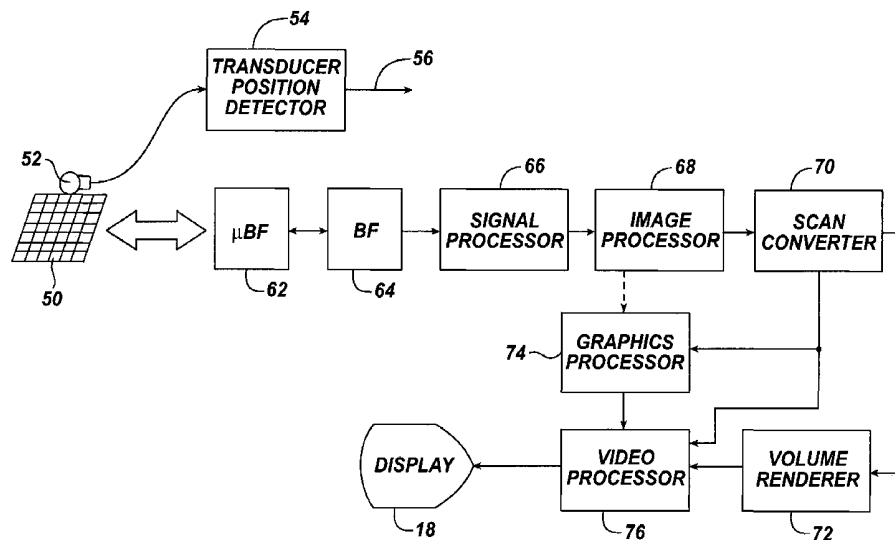 54
TRANSDUCER
POSITION
DETECTOR
56
52
50
µBF
62
BF
64
66
SIGNAL
PROCESSOR
68
IMAGE
PROCESSOR
70
SCAN
CONVERTER
74
GRAPHICS
PROCESSOR
DISPLAY
18
VIDEO
PROCESSOR
76
VOLUME
RENDERER
72